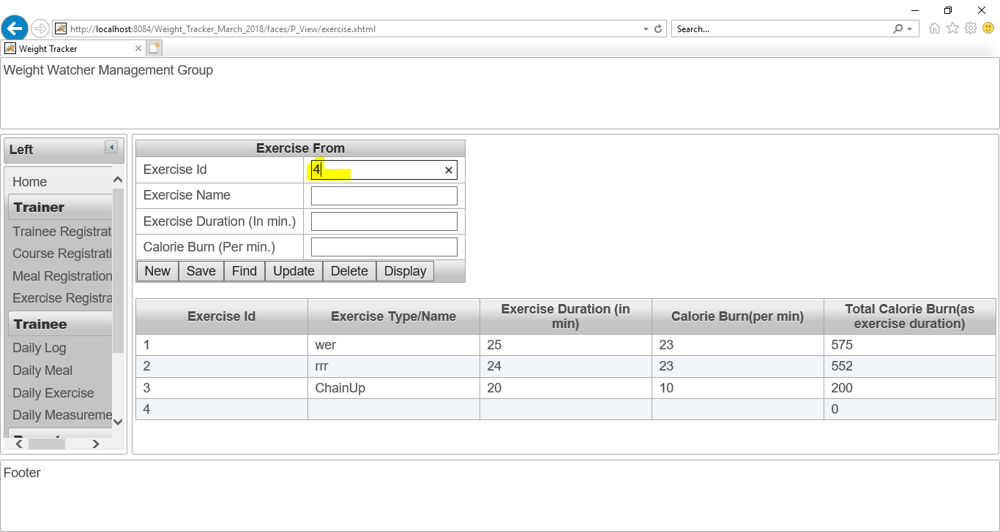 http://localhost:8084/Weight_Tracker_March_2018/faces/P_View/exercise.xhtml
Search...
Weight Tracker
Weight Watcher Management Group
Left
Home
Trainer
Trainee Registrat
Course Registrati
Meal Registration
Exercise Registra
Trainee
Daily Log
Daily Meal
Daily Exercise
Daily Measureme
Exercise From
Exercise Id 4
Exercise Name
Exercise Duration (In min.)
Calorie Burn (Per min.)
New Save Find Update Delete Display
Exercise Id Exercise Type/Name Exercise Duration (in min) Calorie Burn(per min) Total Calorie Burn(as exercise duration)
1 wer 25 23 575
2 rrr 24 23 552
3 ChainUp 20 10 200
4 0
Footer